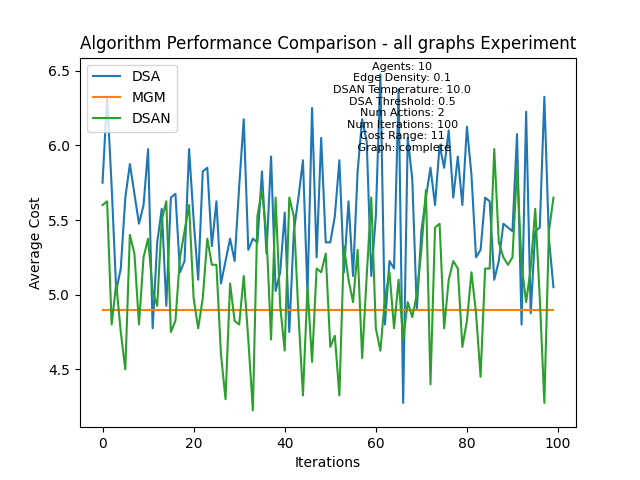 Algorithm Performance Comparison - all graphs Experiment
DSA
MGM
DSAN
Agents: 10
Edge Density: 0.1
DSAN Temperature: 10.0
DSA Threshold: 0.5
Num Actions: 2
Num Iterations: 100
Cost Range: 11
Graph: complete
Average Cost
6.5
6.0
5.5
5.0
4.5
0
20
40
60
80
100
Iterations